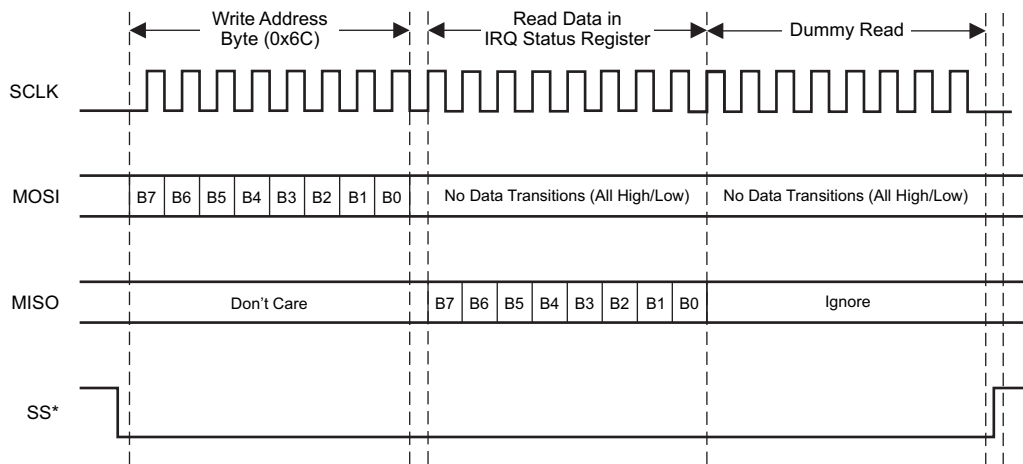 Write Address
Byte (0x6C)
Read Data in
IRQ Status Register
Dummy Read
SCLK
MOSI
B7 B6 B5 B4 B3 B2 B1 B0
No Data Transitions (All High/Low)
No Data Transitions (All High/Low)
MISO
Don't Care
B7 B6 B5 B4 B3 B2 B1 B0
Ignore
SS*